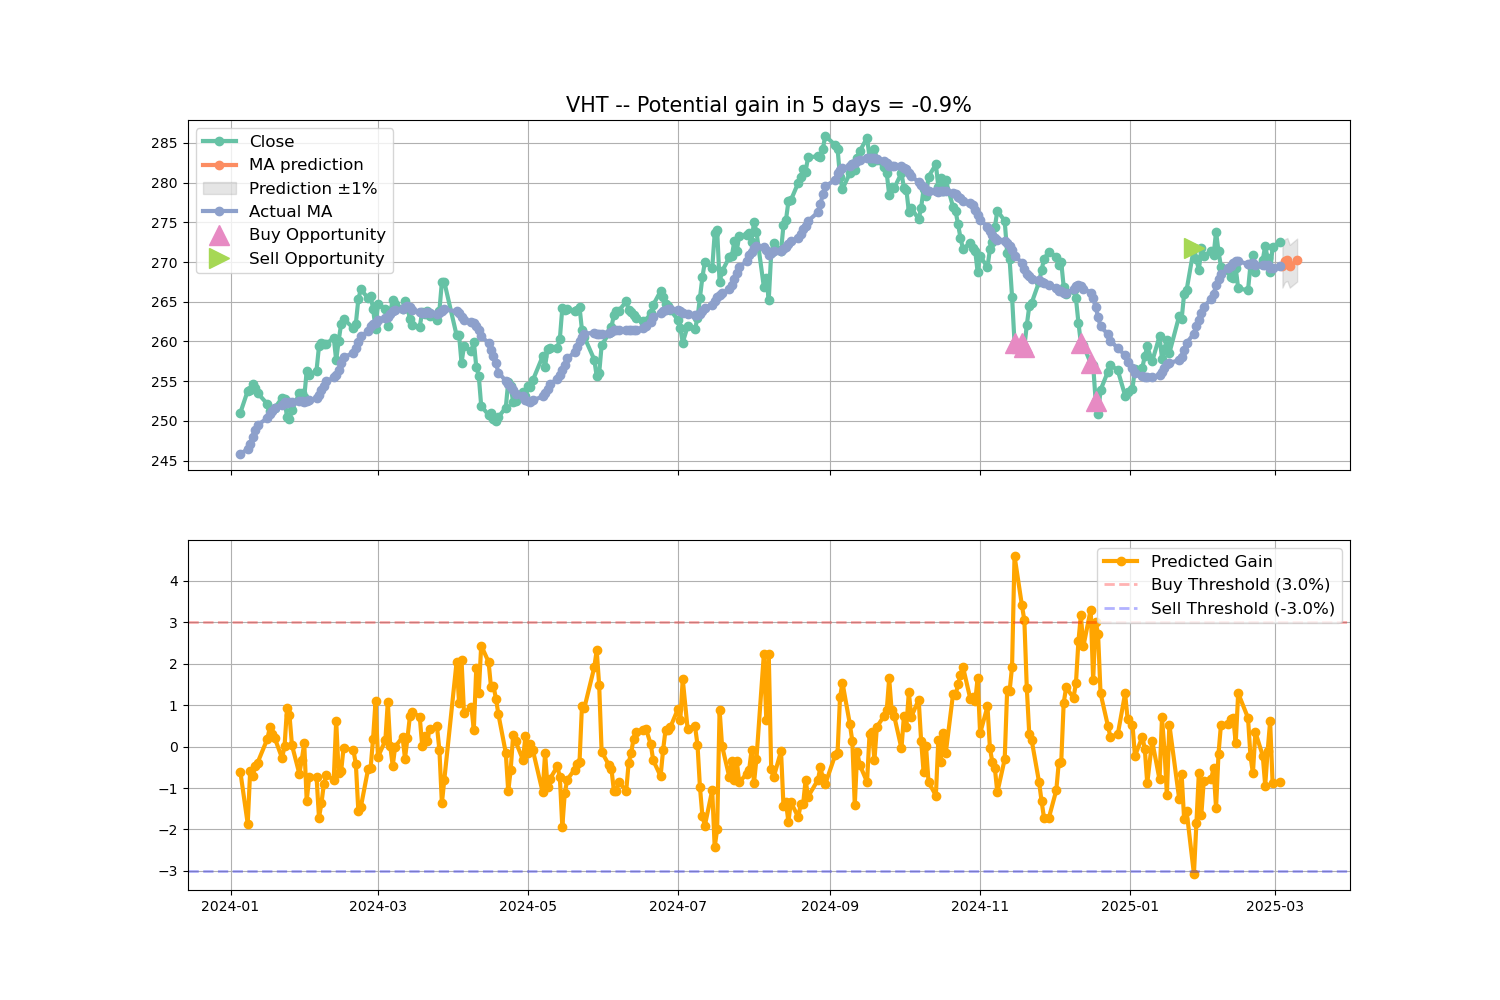 VHT -- Potential gain in 5 days = -0.9%
285
280
275
270
265
260
255
250
245
Close
MA prediction
Prediction ±1%
Actual MA
Buy Opportunity
Sell Opportunity
4
3
2
1
0
−1
−2
−3
Predicted Gain
Buy Threshold (3.0%)
Sell Threshold (-3.0%)
2024-01
2024-03
2024-05
2024-07
2024-09
2024-11
2025-01
2025-03